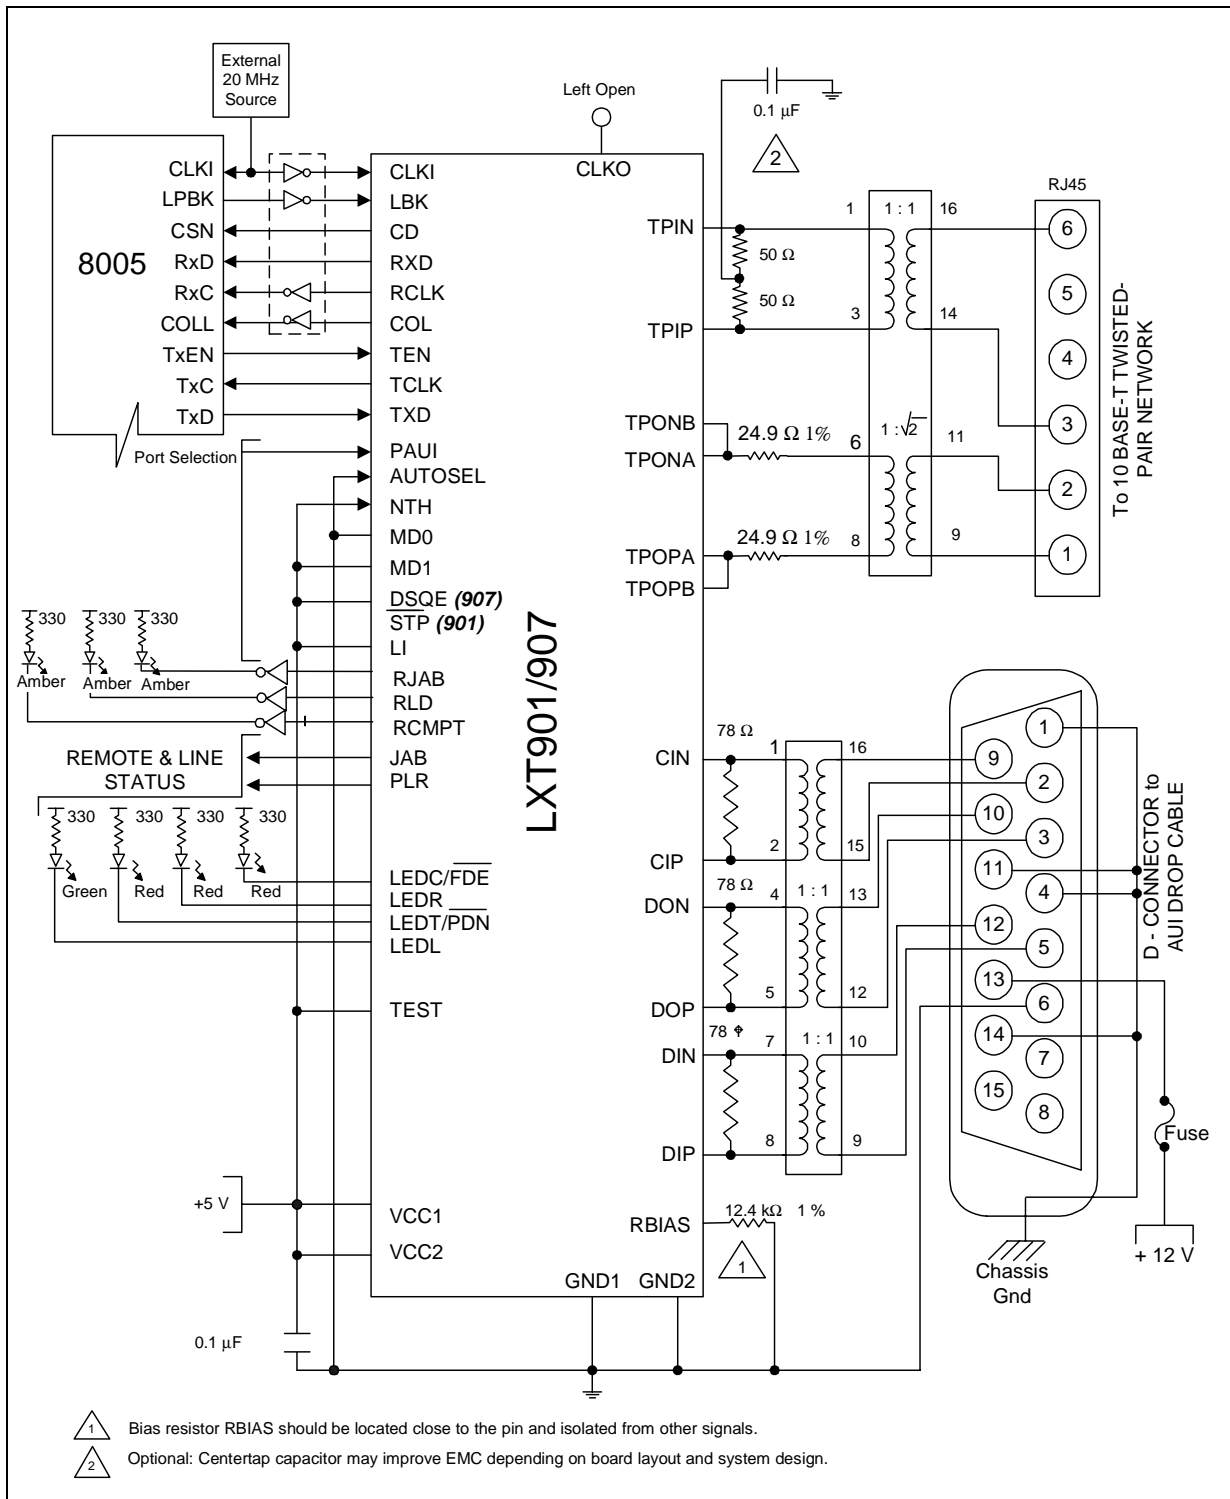 External
20 MHz
Source
Left Open
0.1 µF
2
CLKI
LPBK
CSN
RxD
RxC
COLL
TxEN
TxC
TxD
8005
Port Selection
CLKI
LBK
CD
RXD
RCLK
COL
TEN
TCLK
TXD
PAUI
AUTOSEL
NTH
MD0
MD1
DSQE (907)
STP (901)
LI
RJAB
RLD
RCMPT
JAB
PLR
LEDC/FDE
LEDR
LEDT/PDN
LEDL
TEST
VCC1
VCC2
CLKO
LXT901/907
TPIN
TPIP
TPONB
TPONA
TPOPA
TPOPB
CIN
CIP
DON
DOP
DIN
DIP
RBIAS
GND1
GND2
330
330
330
Amber
Amber
Amber
REMOTE & LINE
STATUS
330
330
330
330
Green
Red
Red
Red
+5 V
0.1 µF
50 Ω
50 Ω
1
1 : 1
16
3
14
24.9 Ω 1%
6
1 : √2
11
24.9 Ω 1%
8
9
RJ45
6
5
4
3
2
1
To 10 BASE-T TWISTED-
PAIR NETWORK
78 Ω
1
16
2
15
78 Ω
4
1 : 1
13
5
12
78 ⌽
7
1 : 1
10
8
9
12.4 kΩ 1 %
1
1
9
2
10
3
11
4
12
5
13
6
14
7
15
8
D - CONNECTOR to
AUI DROP CABLE
Fuse
+ 12 V
Chassis
Gnd
1 Bias resistor RBIAS should be located close to the pin and isolated from other signals.
2 Optional: Centertap capacitor may improve EMC depending on board layout and system design.